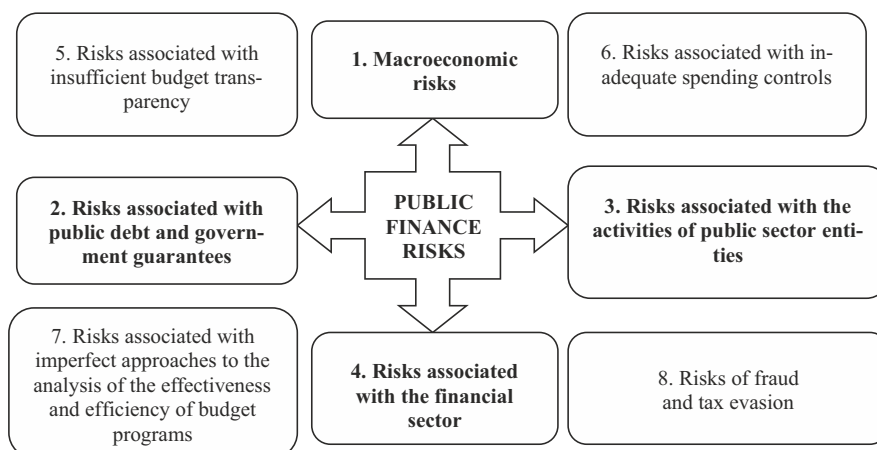 5. Risks associated with
insufficient budget trans-
parency
1. Macroeconomic
risks
6. Risks associated with in-
adequate spending controls
2. Risks associated with
public debt and govern-
ment guarantees
PUBLIC
FINANCE
RISKS
3. Risks associated with the
activities of public sector enti-
ties
7. Risks associated with
imperfect approaches to the
analysis of the effectiveness
and efficiency of budget
programs
4. Risks associated
with the financial
sector
8. Risks of fraud
and tax evasion